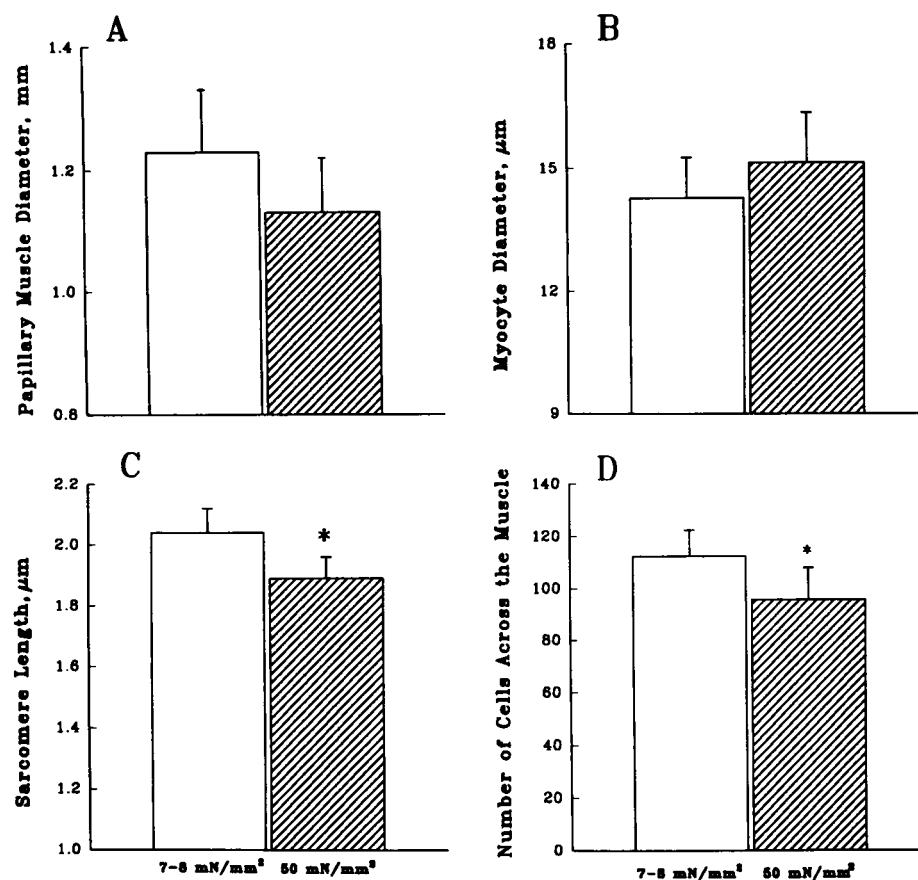 A
Papillary Muscle Diameter, mm
1.4
1.2
1.0
0.8
B
Myocyte Diameter, μm
18
15
12
9
C
Sarcomere Length, μm
2.2
2.0
1.8
1.6
1.4
1.2
1.0
*
7-8 mN/mm²
50 mN/mm²
D
Number of Cells Across the Muscle
140
120
100
80
60
40
20
0
*
7-8 mN/mm²
50 mN/mm²